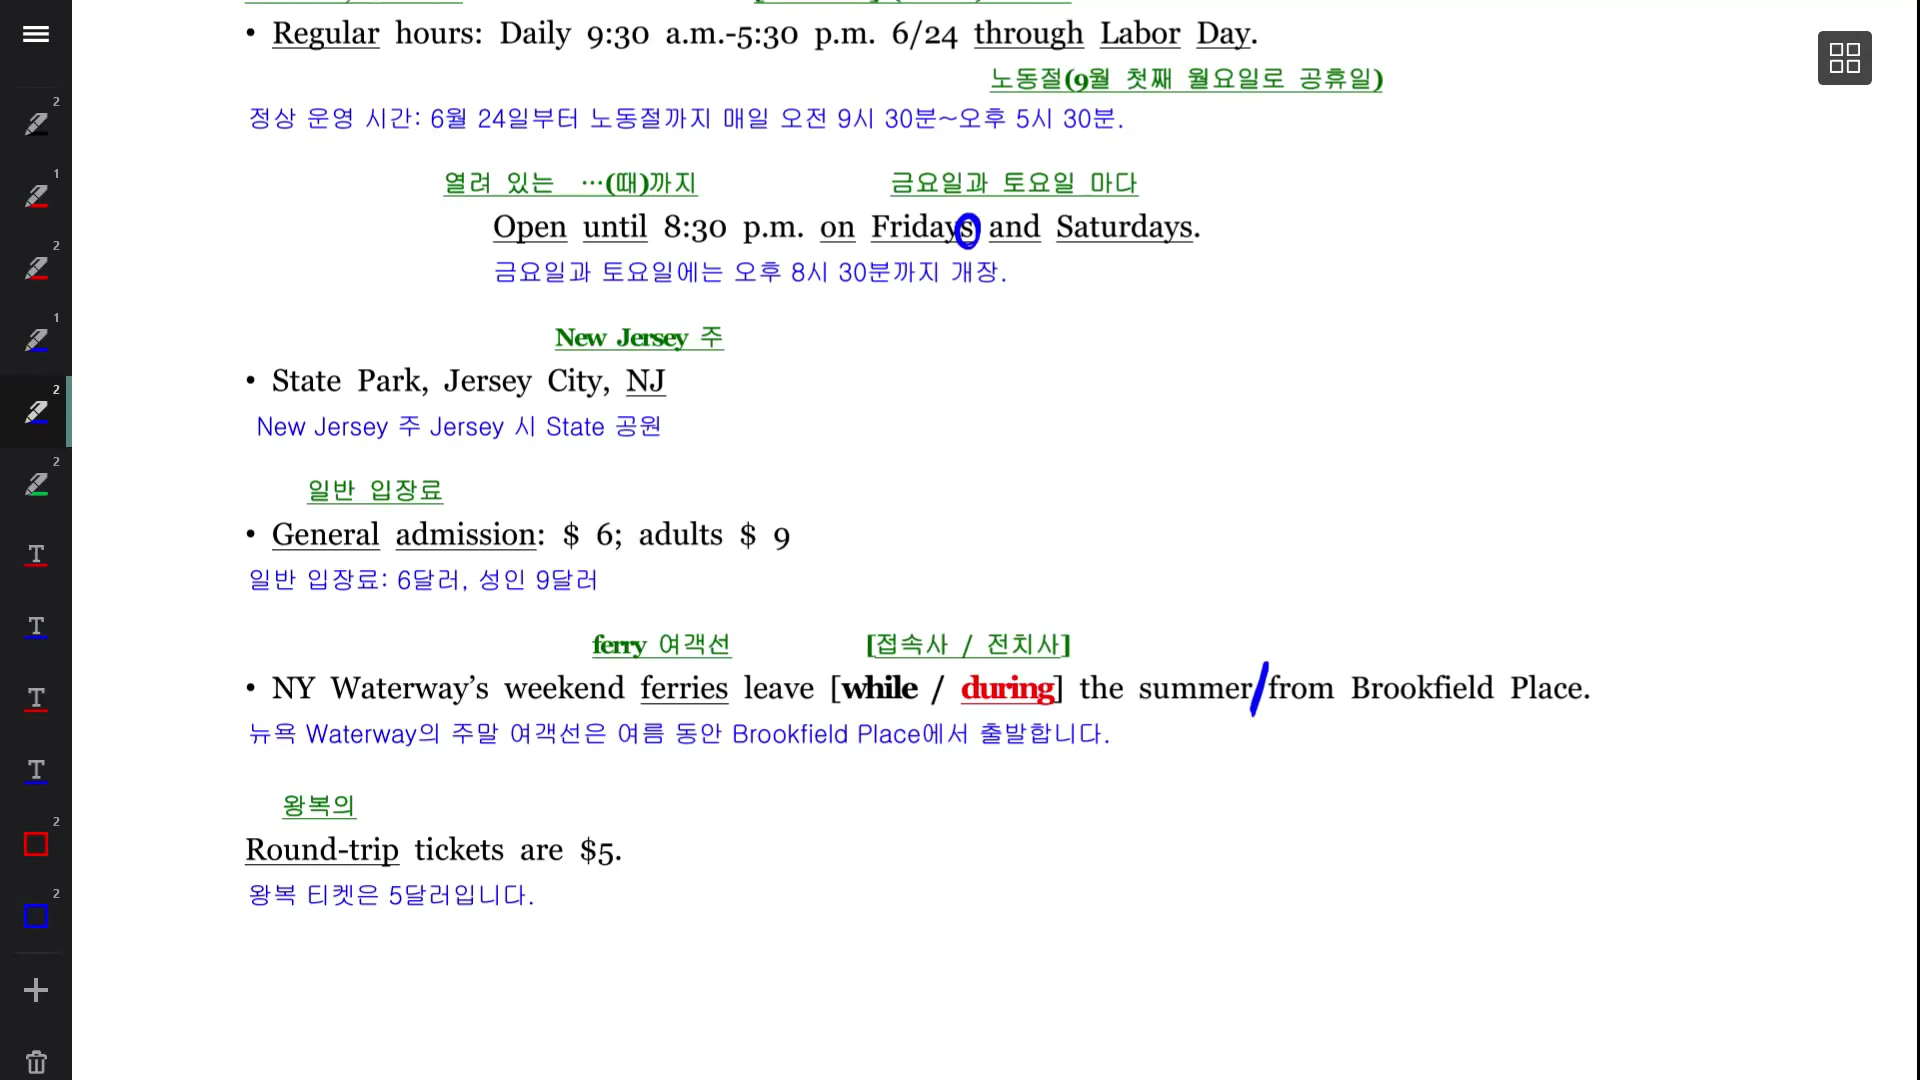 • Regular hours: Daily 9:30 a.m.-5:30 p.m. 6/24 through Labor Day.
노동절(9월 첫째 월요일로 공휴일)
정상 운영 시간: 6월 24일부터 노동절까지 매일 오전 9시 30분~오후 5시 30분.
열려 있는 …(때)까지 금요일과 토요일 마다
Open until 8:30 p.m. on Fridays and Saturdays.
금요일과 토요일에는 오후 8시 30분까지 개장.
New Jersey 주
• State Park, Jersey City, NJ
New Jersey 주 Jersey 시 State 공원
일반 입장료
• General admission: $ 6; adults $ 9
일반 입장료: 6달러, 성인 9달러
ferry 여객선 [접속사 / 전치사]
• NY Waterway’s weekend ferries leave [while / during] the summer/from Brookfield Place.
뉴욕 Waterway의 주말 여객선은 여름 동안 Brookfield Place에서 출발합니다.
왕복의
Round-trip tickets are $5.
왕복 티켓은 5달러입니다.
2
1
2
1
2
2
T
T
T
T
2
2